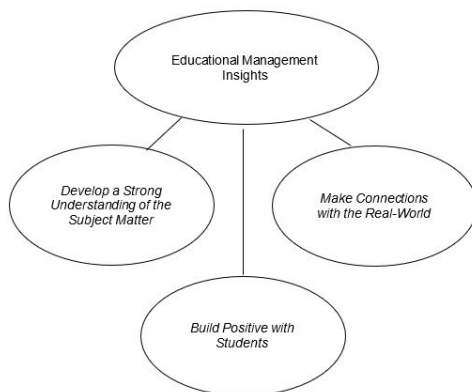 Educational Management
Insights
Develop a Strong
Understanding of the
Subject Matter
Make Connections
with the Real-World
Build Positive with
Students